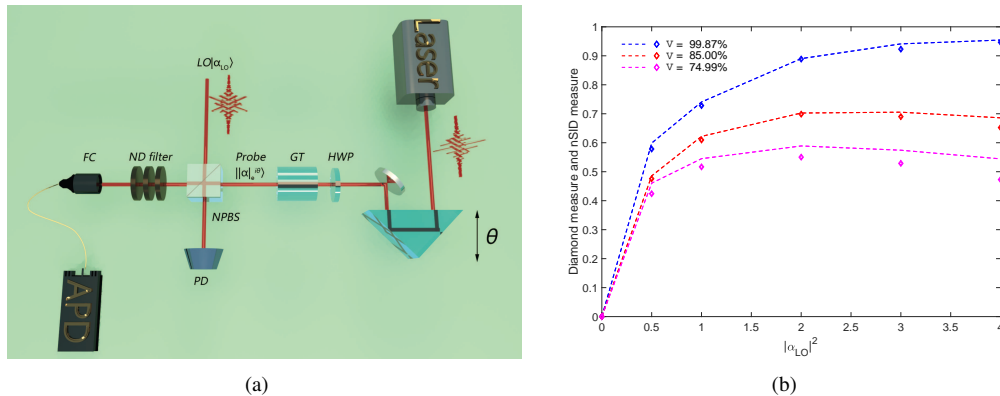 Laser
LO|α_LO⟩
FC
ND filter
Probe
GT
HWP
||α|_e^{iθ}⟩
NPBS
θ
PD
APD
(a)
Diamond measure and nSID measure
1
0.9
0.8
0.7
0.6
0.5
0.4
0.3
0.2
0.1
0
V = 99.87%
V = 85.00%
V = 74.99%
0 0.5 1 1.5 2 2.5 3 3.5 4
|α_LO|^2
(b)